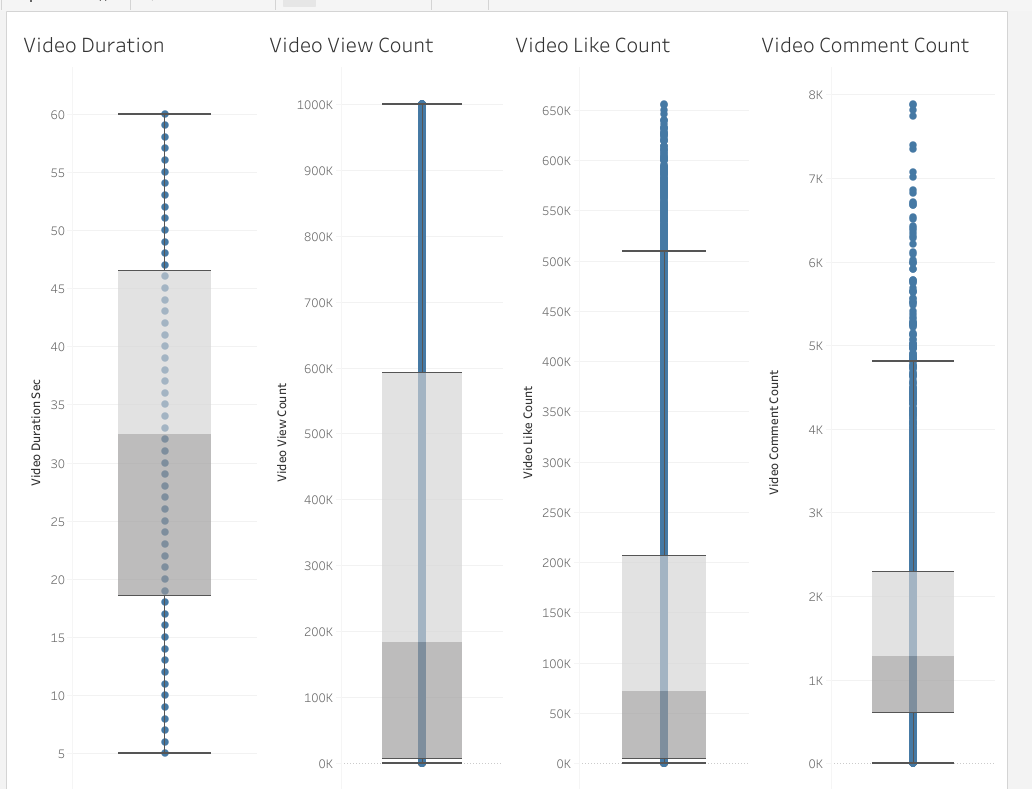 Video Duration
60
55
50
45
40
35
30
25
20
15
10
5
Video Duration Sec
Video View Count
1000K
900K
800K
700K
600K
500K
400K
300K
200K
100K
0K
Video View Count
Video Like Count
650K
600K
550K
500K
450K
400K
350K
300K
250K
200K
150K
100K
50K
0K
Video Like Count
Video Comment Count
8K
7K
6K
5K
4K
3K
2K
1K
0K
Video Comment Count